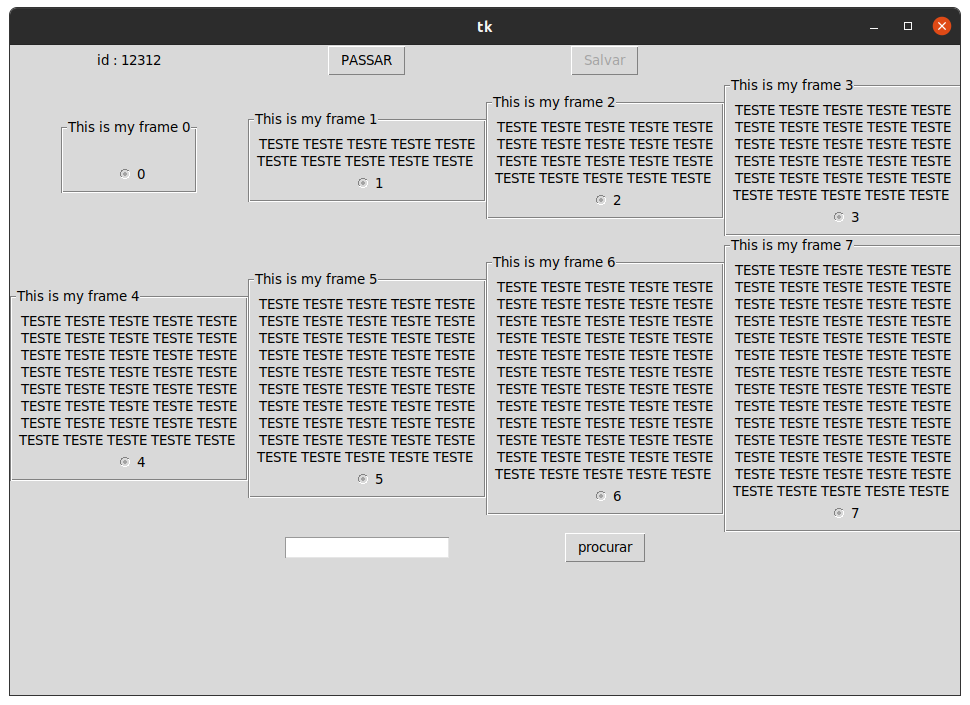 tk
id : 12312
PASSAR
Salvar
This is my frame 0
0
This is my frame 1
TESTE TESTE TESTE TESTE TESTE
TESTE TESTE TESTE TESTE TESTE
1
This is my frame 2
TESTE TESTE TESTE TESTE TESTE
TESTE TESTE TESTE TESTE TESTE
TESTE TESTE TESTE TESTE TESTE
TESTE TESTE TESTE TESTE TESTE
2
This is my frame 3
TESTE TESTE TESTE TESTE TESTE
TESTE TESTE TESTE TESTE TESTE
TESTE TESTE TESTE TESTE TESTE
TESTE TESTE TESTE TESTE TESTE
TESTE TESTE TESTE TESTE TESTE
TESTE TESTE TESTE TESTE TESTE
3
This is my frame 4
TESTE TESTE TESTE TESTE TESTE
TESTE TESTE TESTE TESTE TESTE
TESTE TESTE TESTE TESTE TESTE
TESTE TESTE TESTE TESTE TESTE
TESTE TESTE TESTE TESTE TESTE
TESTE TESTE TESTE TESTE TESTE
TESTE TESTE TESTE TESTE TESTE
TESTE TESTE TESTE TESTE TESTE
4
This is my frame 5
TESTE TESTE TESTE TESTE TESTE
TESTE TESTE TESTE TESTE TESTE
TESTE TESTE TESTE TESTE TESTE
TESTE TESTE TESTE TESTE TESTE
TESTE TESTE TESTE TESTE TESTE
TESTE TESTE TESTE TESTE TESTE
TESTE TESTE TESTE TESTE TESTE
TESTE TESTE TESTE TESTE TESTE
TESTE TESTE TESTE TESTE TESTE
TESTE TESTE TESTE TESTE TESTE
5
This is my frame 6
TESTE TESTE TESTE TESTE TESTE
TESTE TESTE TESTE TESTE TESTE
TESTE TESTE TESTE TESTE TESTE
TESTE TESTE TESTE TESTE TESTE
TESTE TESTE TESTE TESTE TESTE
TESTE TESTE TESTE TESTE TESTE
TESTE TESTE TESTE TESTE TESTE
TESTE TESTE TESTE TESTE TESTE
TESTE TESTE TESTE TESTE TESTE
TESTE TESTE TESTE TESTE TESTE
TESTE TESTE TESTE TESTE TESTE
TESTE TESTE TESTE TESTE TESTE
6
This is my frame 7
TESTE TESTE TESTE TESTE TESTE
TESTE TESTE TESTE TESTE TESTE
TESTE TESTE TESTE TESTE TESTE
TESTE TESTE TESTE TESTE TESTE
TESTE TESTE TESTE TESTE TESTE
TESTE TESTE TESTE TESTE TESTE
TESTE TESTE TESTE TESTE TESTE
TESTE TESTE TESTE TESTE TESTE
TESTE TESTE TESTE TESTE TESTE
TESTE TESTE TESTE TESTE TESTE
TESTE TESTE TESTE TESTE TESTE
TESTE TESTE TESTE TESTE TESTE
TESTE TESTE TESTE TESTE TESTE
TESTE TESTE TESTE TESTE TESTE
7
procurar